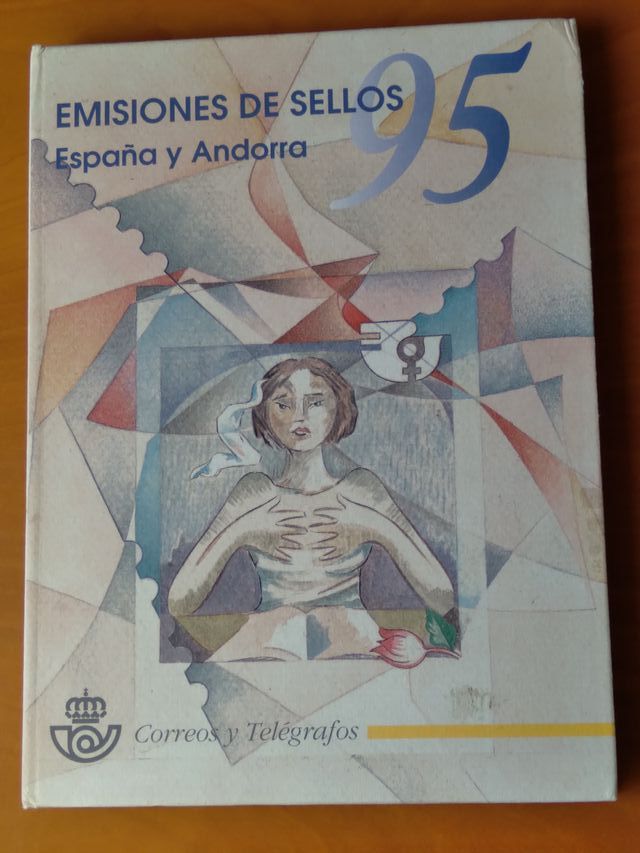 EMISIONES DE SELLOS
95
España y Andorra
Correos y Telégrafos